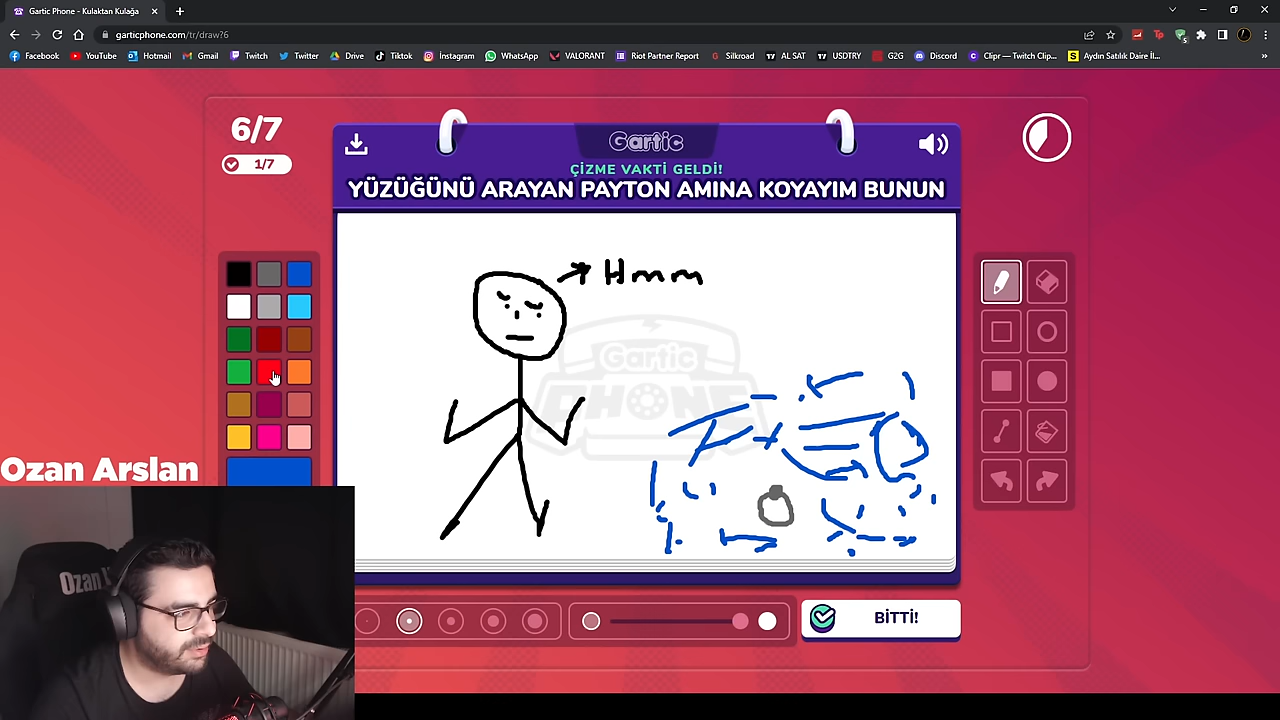 Gartic Phone - Kulaktan Kulağa
garticphone.com/tr/draw?6
Facebook YouTube Hotmail Gmail Twitch Twitter Drive Tiktok Instagram WhatsApp VALORANT Riot Partner Report Silkroad AL SAT USDTRY G2G Discord Clipr — Twitch Clip... Aydın Satılık Daire İl...
6/7
1/7
Gartic
ÇİZME VAKTİ GELDİ!
YÜZÜĞÜNÜ ARAYAN PAYTON AMINA KOYAYIM BUNUN
Hmm
Gartic
PHONE
Ozan Arslan
BİTTİ!